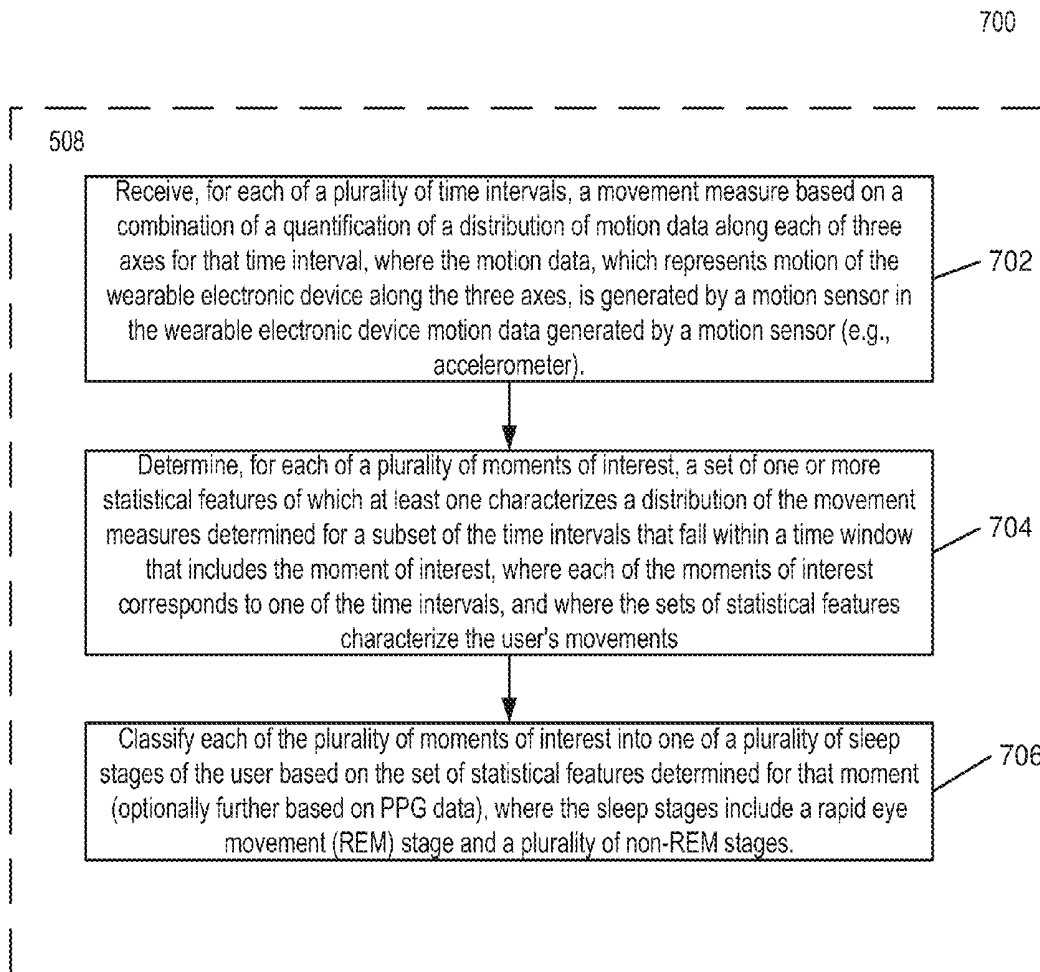 700
508
Receive, for each of a plurality of time intervals, a movement measure based on a
combination of a quantification of a distribution of motion data along each of three
axes for that time interval, where the motion data, which represents motion of the
wearable electronic device along the three axes, is generated by a motion sensor in
the wearable electronic device motion data generated by a motion sensor (e.g.,
accelerometer).
702
Determine, for each of a plurality of moments of interest, a set of one or more
statistical features of which at least one characterizes a distribution of the movement
measures determined for a subset of the time intervals that fall within a time window
that includes the moment of interest, where each of the moments of interest
corresponds to one of the time intervals, and where the sets of statistical features
characterize the user's movements
704
Classify each of the plurality of moments of interest into one of a plurality of sleep
stages of the user based on the set of statistical features determined for that moment
(optionally further based on PPG data), where the sleep stages include a rapid eye
movement (REM) stage and a plurality of non-REM stages.
706